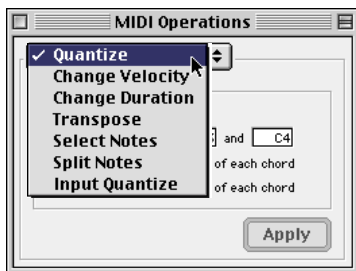 MIDI Operations
✓ Quantize
Change Velocity
Change Duration
Transpose
Select Notes
and C4
Split Notes
of each chord
Input Quantize
of each chord
Apply